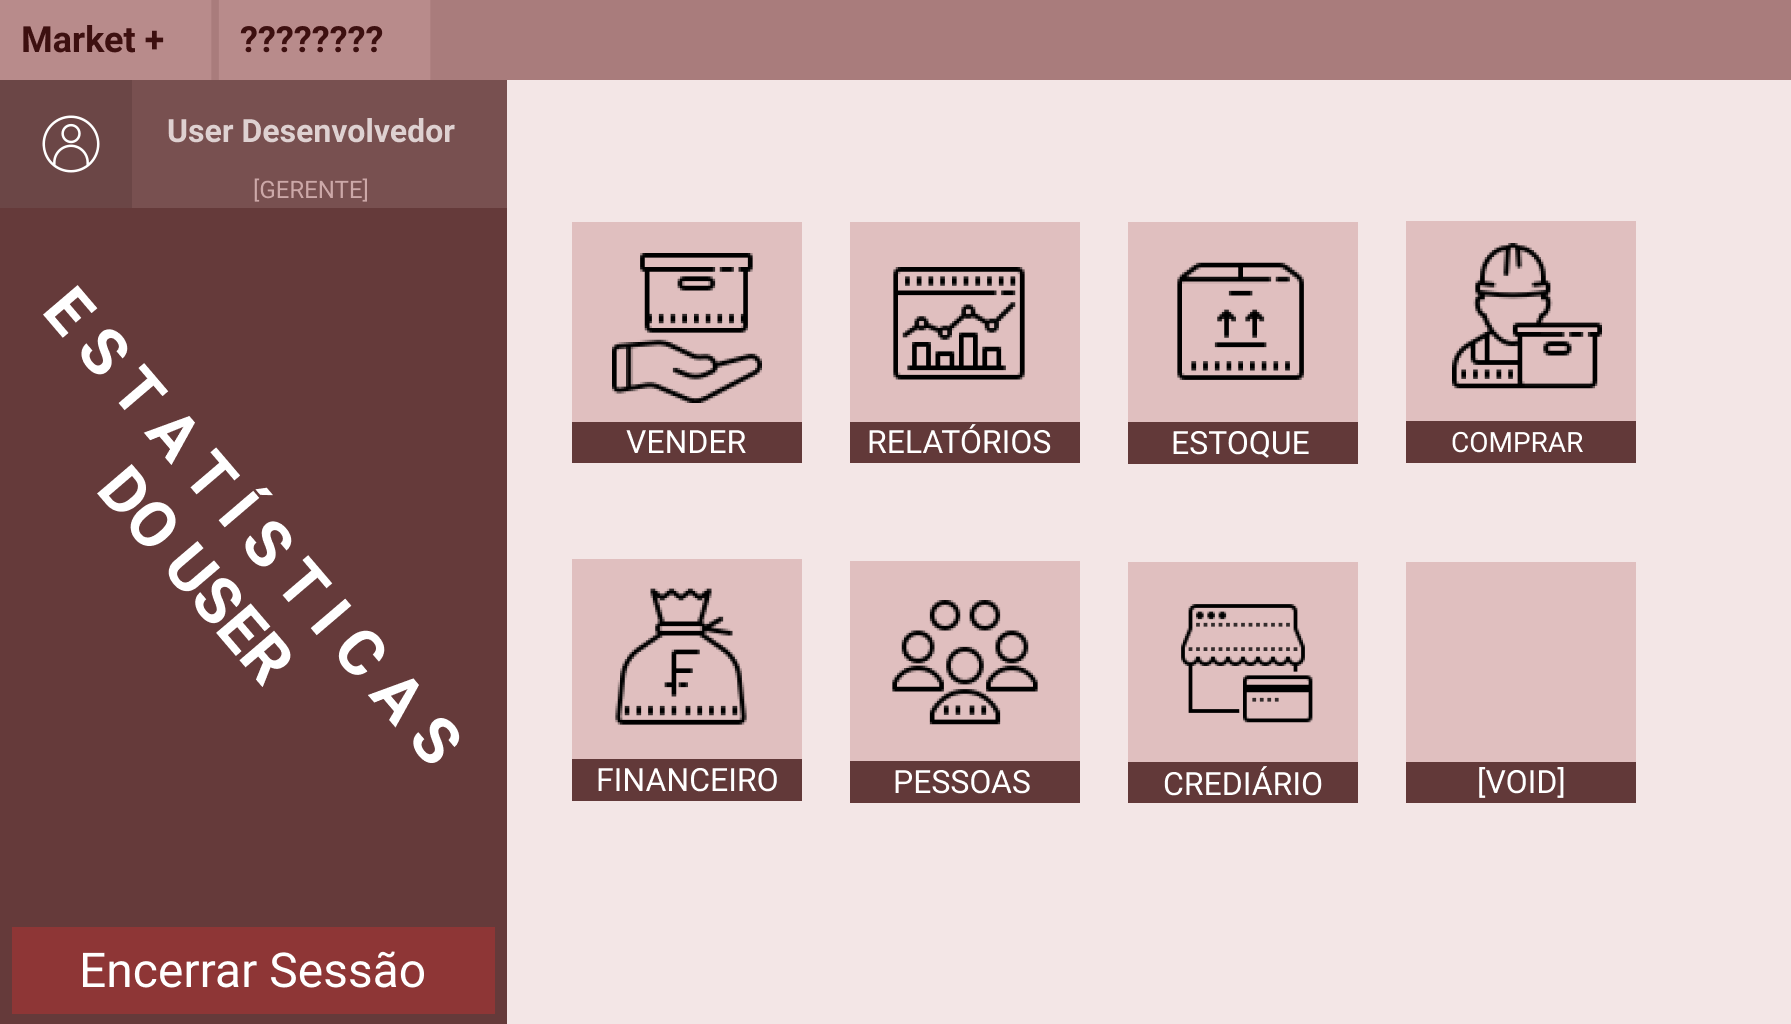 Market +
????????
User Desenvolvedor
[GERENTE]
ESTATÍSTICAS
DO USER
Encerrar Sessão
VENDER
RELATÓRIOS
ESTOQUE
COMPRAR
FINANCEIRO
PESSOAS
CREDIÁRIO
[VOID]